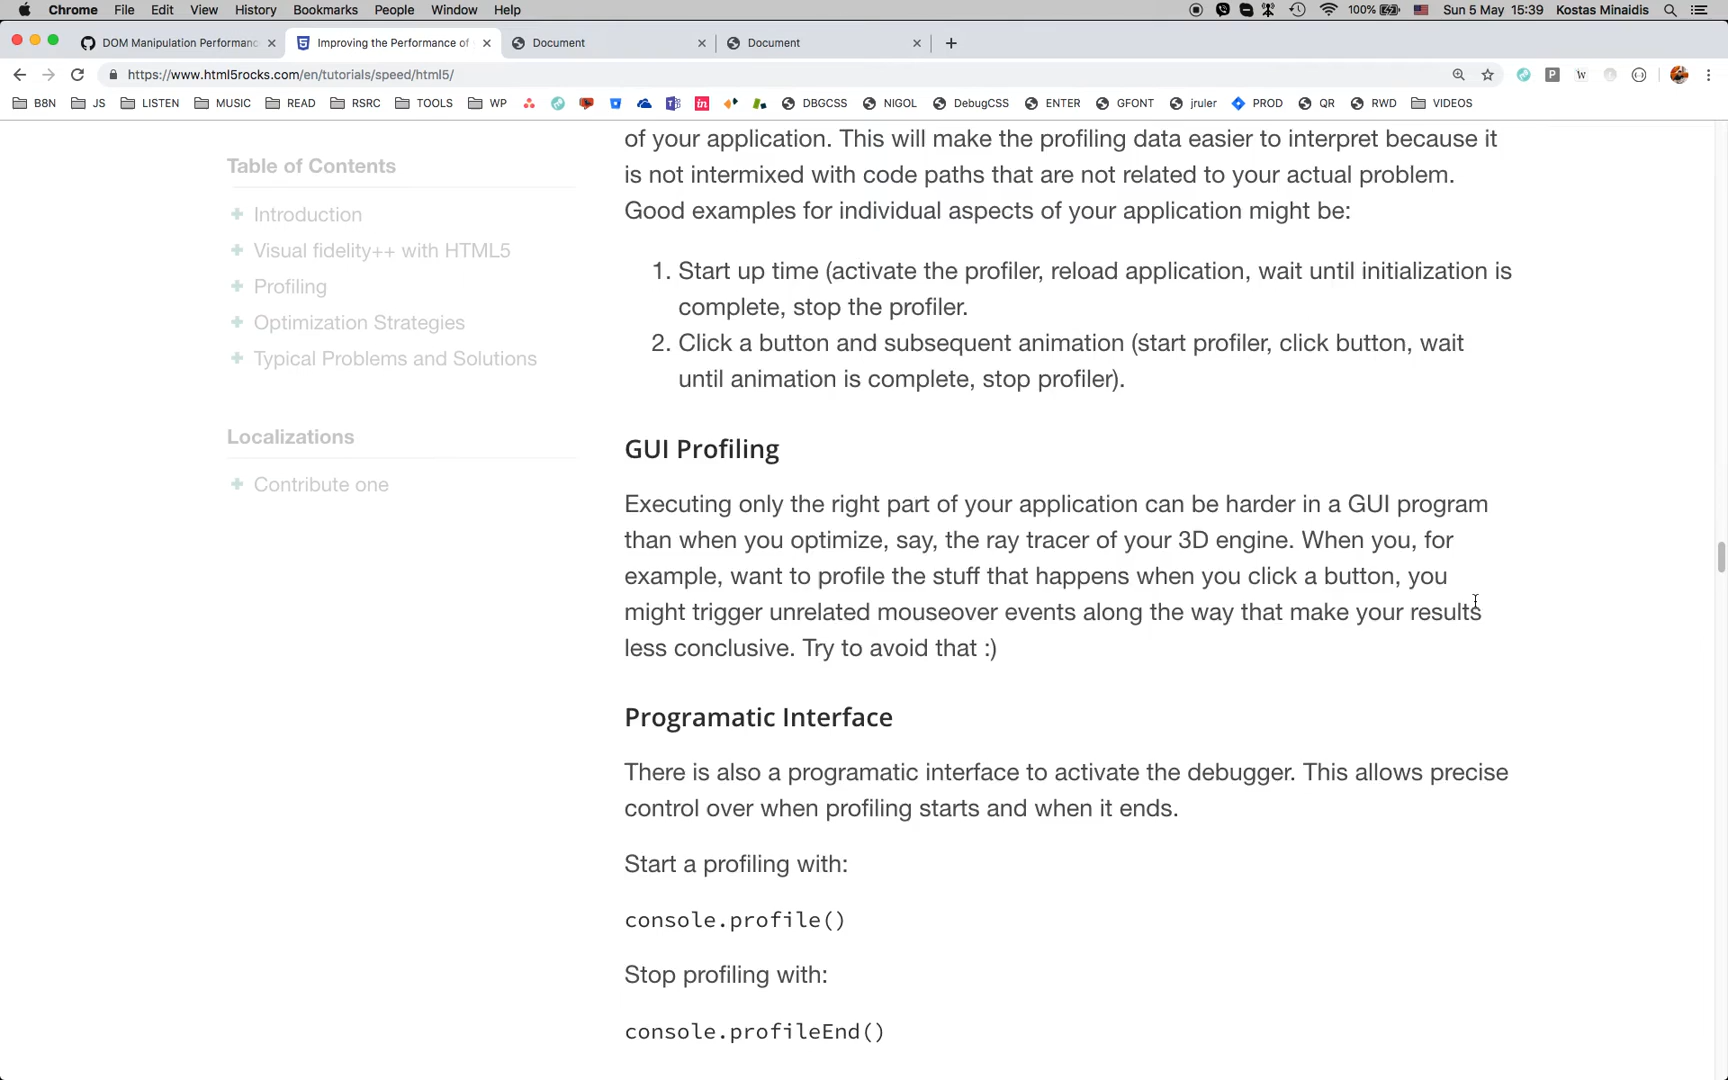 Chrome File Edit View History Bookmarks People Window Help 100% Sun 5 May 15:39 Kostas Minaidis
DOM Manipulation Performanc Improving the Performance of Document Document
https://www.html5rocks.com/en/tutorials/speed/html5/
B8N JS LISTEN MUSIC READ RSRC TOOLS WP DBGCSS NIGOL DebugCSS ENTER GFONT jruler PROD QR RWD VIDEOS
Table of Contents
Introduction
Visual fidelity++ with HTML5
Profiling
Optimization Strategies
Typical Problems and Solutions
Localizations
Contribute one
of your application. This will make the profiling data easier to interpret because it
is not intermixed with code paths that are not related to your actual problem.
Good examples for individual aspects of your application might be:
1. Start up time (activate the profiler, reload application, wait until initialization is
complete, stop the profiler.
2. Click a button and subsequent animation (start profiler, click button, wait
until animation is complete, stop profiler).
GUI Profiling
Executing only the right part of your application can be harder in a GUI program
than when you optimize, say, the ray tracer of your 3D engine. When you, for
example, want to profile the stuff that happens when you click a button, you
might trigger unrelated mouseover events along the way that make your results
less conclusive. Try to avoid that :)
Programatic Interface
There is also a programatic interface to activate the debugger. This allows precise
control over when profiling starts and when it ends.
Start a profiling with:
console.profile()
Stop profiling with:
console.profileEnd()